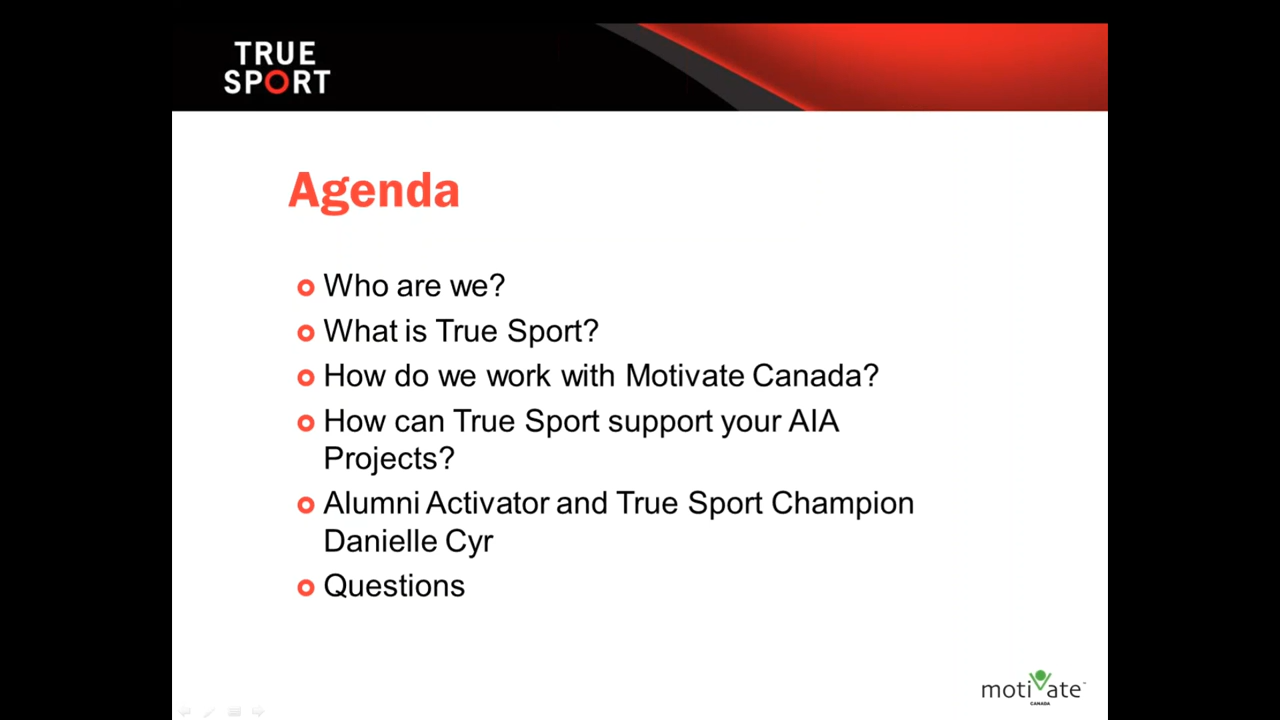 TRUE
SPORT
Agenda
Who are we?
What is True Sport?
How do we work with Motivate Canada?
How can True Sport support your AIA
Projects?
Alumni Activator and True Sport Champion
Danielle Cyr
Questions
motivate
CANADA